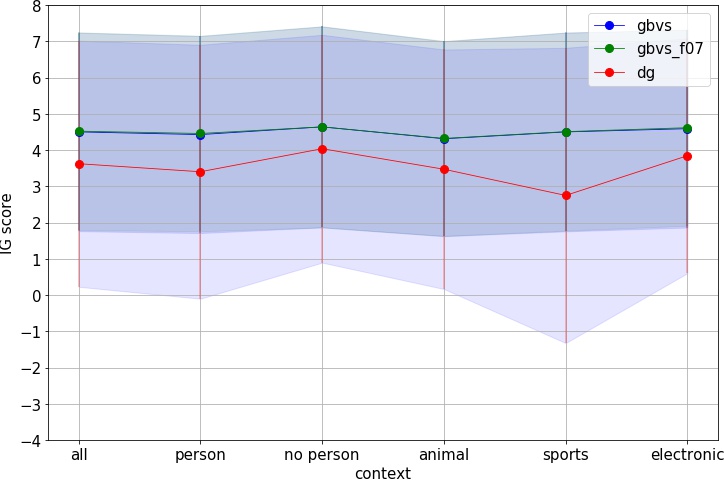 8
7
6
5
4
3
2
1
0
−1
−2
−3
−4
IG score
gbvs
gbvs_f07
dg
all person no person animal sports electronic
context